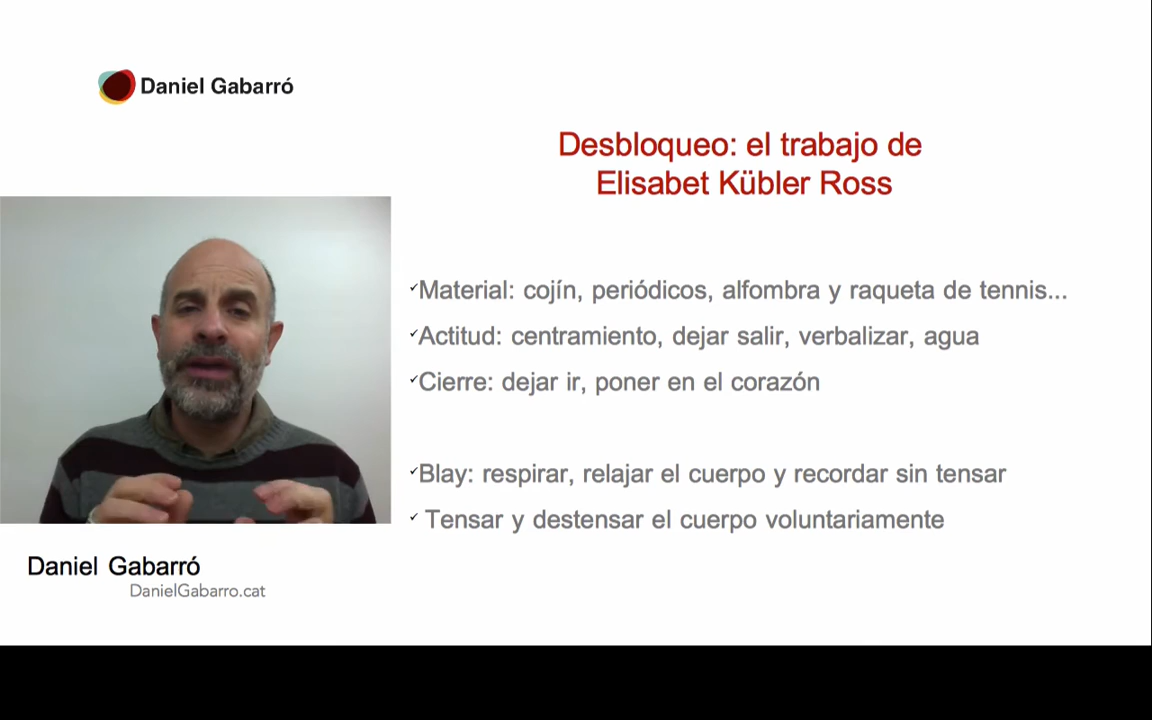 Daniel Gabarró
Desbloqueo: el trabajo de
Elisabet Kübler Ross
✓Material: cojín, periódicos, alfombra y raqueta de tennis...
✓Actitud: centramiento, dejar salir, verbalizar, agua
✓Cierre: dejar ir, poner en el corazón
✓Blay: respirar, relajar el cuerpo y recordar sin tensar
✓ Tensar y destensar el cuerpo voluntariamente
Daniel Gabarró
DanielGabarro.cat